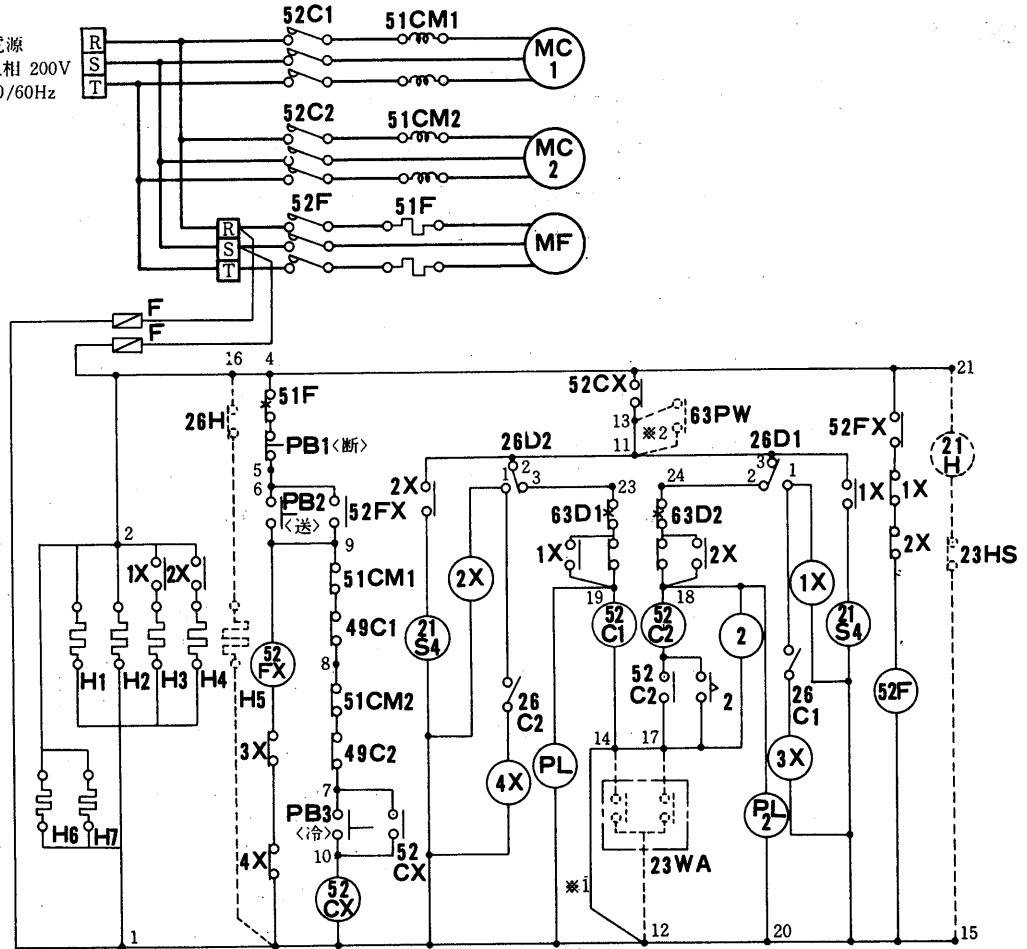 52C1
51CM1
源
R
S
相 200V
T
/60Hz
MC
1
52C2
51CM2
MC
2
52F
51F
R
S
T
MF
F
F
16
4
21
26H
51F
PB1〈断〉
52CX
13
※2
63PW
11
52FX
21
H
5
6
PB2
〈送〉
52FX
9
2X
26D2
1
2
3
23
24
26D1
3
2
1
1X
1X
2X
23HS
63D1
63D2
1X
2X
2
1X
2X
51CM1
49C1
8
51CM2
49C2
7
2X
21
S4
19
52
C1
18
52
C2
2
1X
21
S4
H1
H2
H3
H4
H5
52
FX
3X
4X
26
C2
4X
PL
52
C2
2
14
17
26
C1
3X
52F
PB3
〈冷〉
52
CX
10
52
CX
PL
2
H6
H7
23WA
※1
1
12
20
15